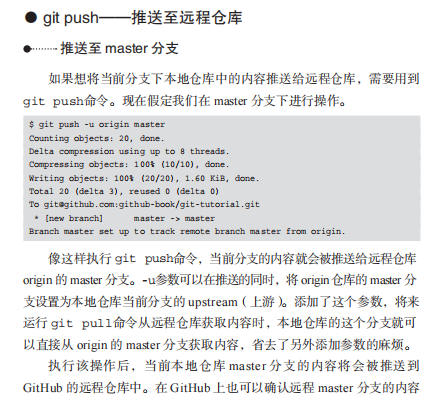 ● git push——推送至远程仓库
●········推送至 master 分支
如果想将当前分支下本地仓库中的内容推送给远程仓库，需要用到
git push命令。现在假定我们在 master 分支下进行操作。
$ git push -u origin master
Counting objects: 20, done.
Delta compression using up to 8 threads.
Compressing objects: 100% (10/10), done.
Writing objects: 100% (20/20), 1.60 KiB, done.
Total 20 (delta 3), reused 0 (delta 0)
To git@github.com:github-book/git-tutorial.git
* [new branch] master -> master
Branch master set up to track remote branch master from origin.
像这样执行 git push命令，当前分支的内容就会被推送给远程仓库
origin 的 master 分支。-u参数可以在推送的同时，将 origin 仓库的 master 分
支设置为本地仓库当前分支的 upstream（上游）。添加了这个参数，将来
运行 git pull命令从远程仓库获取内容时，本地仓库的这个分支就可
以直接从 origin 的 master 分支获取内容，省去了另外添加参数的麻烦。
执行该操作后，当前本地仓库 master 分支的内容将会被推送到
GitHub 的远程仓库中。在 GitHub 上也可以确认远程 master 分支的内容